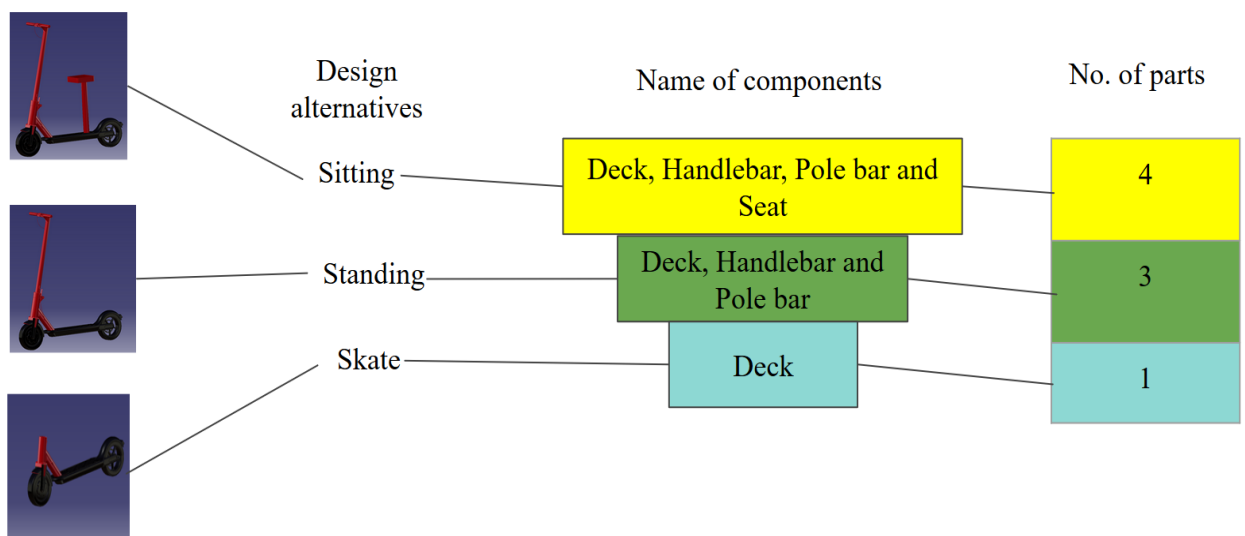 Design
alternatives
Name of components
No. of parts
Sitting
Deck, Handlebar, Pole bar and
Seat
4
Standing
Deck, Handlebar and
Pole bar
3
Skate
Deck
1